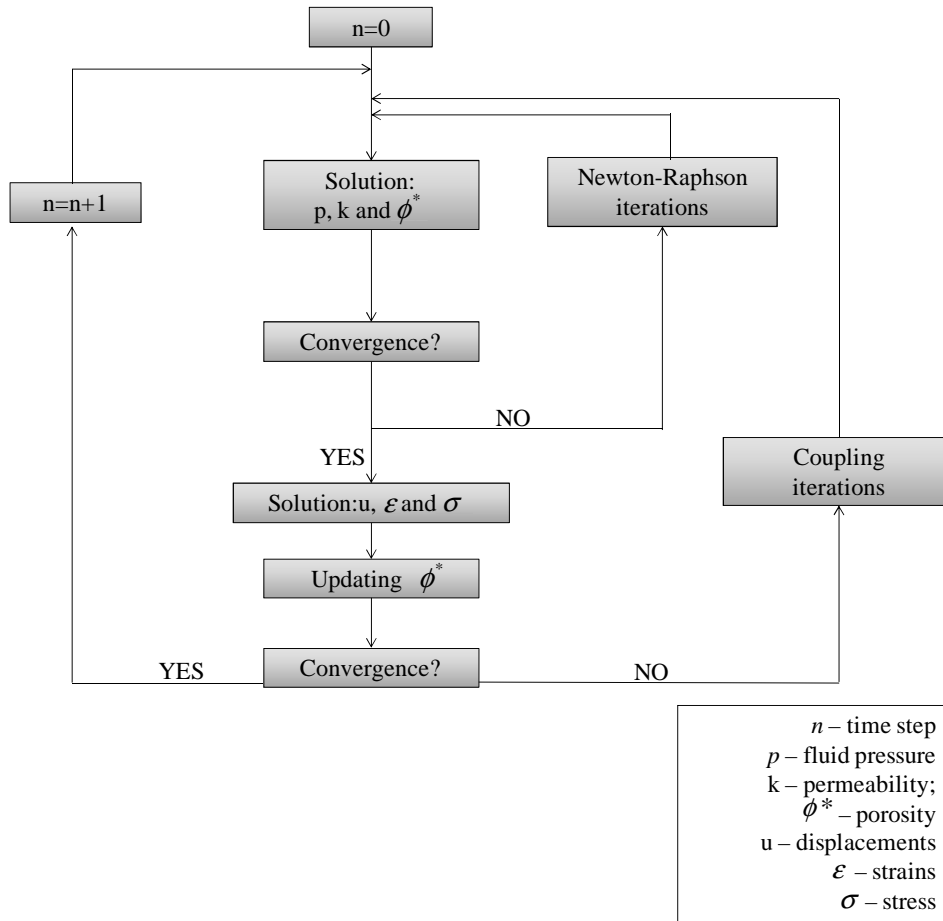 n=0
n=n+1
Solution:
p, k and ϕ*
Newton-Raphson
iterations
Convergence?
NO
YES
Coupling
iterations
Solution:u, ε and σ
Updating ϕ*
YES
Convergence?
NO
n – time step
p – fluid pressure
k – permeability;
ϕ* – porosity
u – displacements
ε – strains
σ – stress